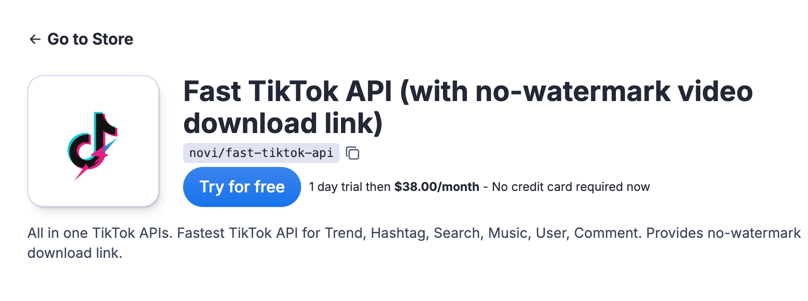 ← Go to Store
Fast TikTok API (with no-watermark video
download link)
novi/fast-tiktok-api
Try for free
1 day trial then $38.00/month - No credit card required now
All in one TikTok APIs. Fastest TikTok API for Trend, Hashtag, Search, Music, User, Comment. Provides no-watermark
download link.